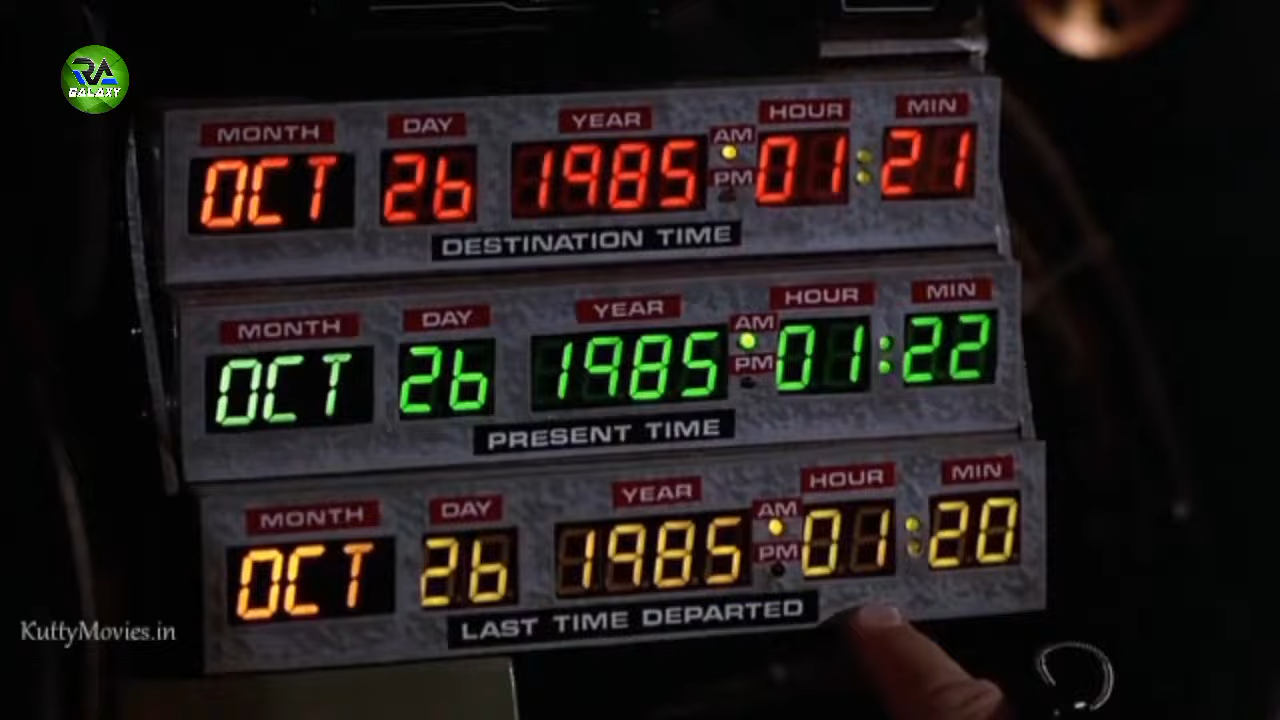 RA
GALAXY
MONTH DAY YEAR AM HOUR MIN
OCT 26 1985 PM 01:21
DESTINATION TIME
MONTH DAY YEAR AM HOUR MIN
OCT 26 1985 PM 01:22
PRESENT TIME
MONTH DAY YEAR AM HOUR MIN
OCT 26 1985 PM 01:20
LAST TIME DEPARTED
KuttyMovies.in